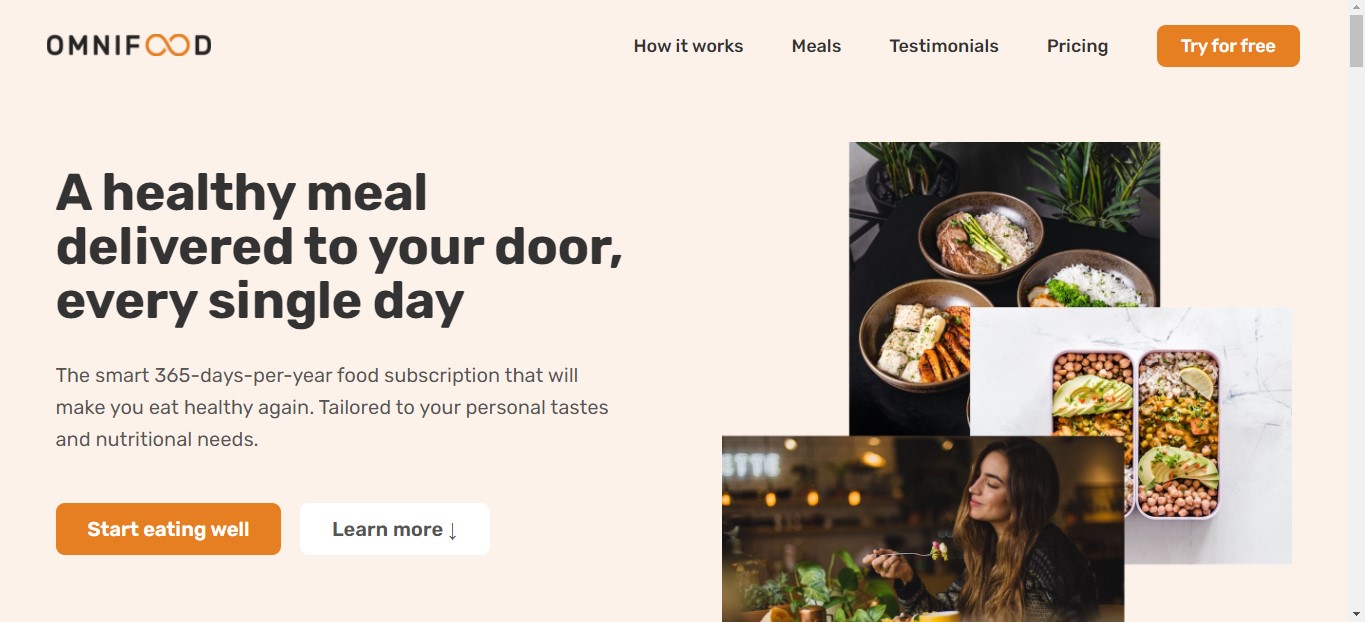 OMNIFOOD
How it works
Meals
Testimonials
Pricing
Try for free
A healthy meal
delivered to your door,
every single day
The smart 365-days-per-year food subscription that will
make you eat healthy again. Tailored to your personal tastes
and nutritional needs.
Start eating well
Learn more ↓